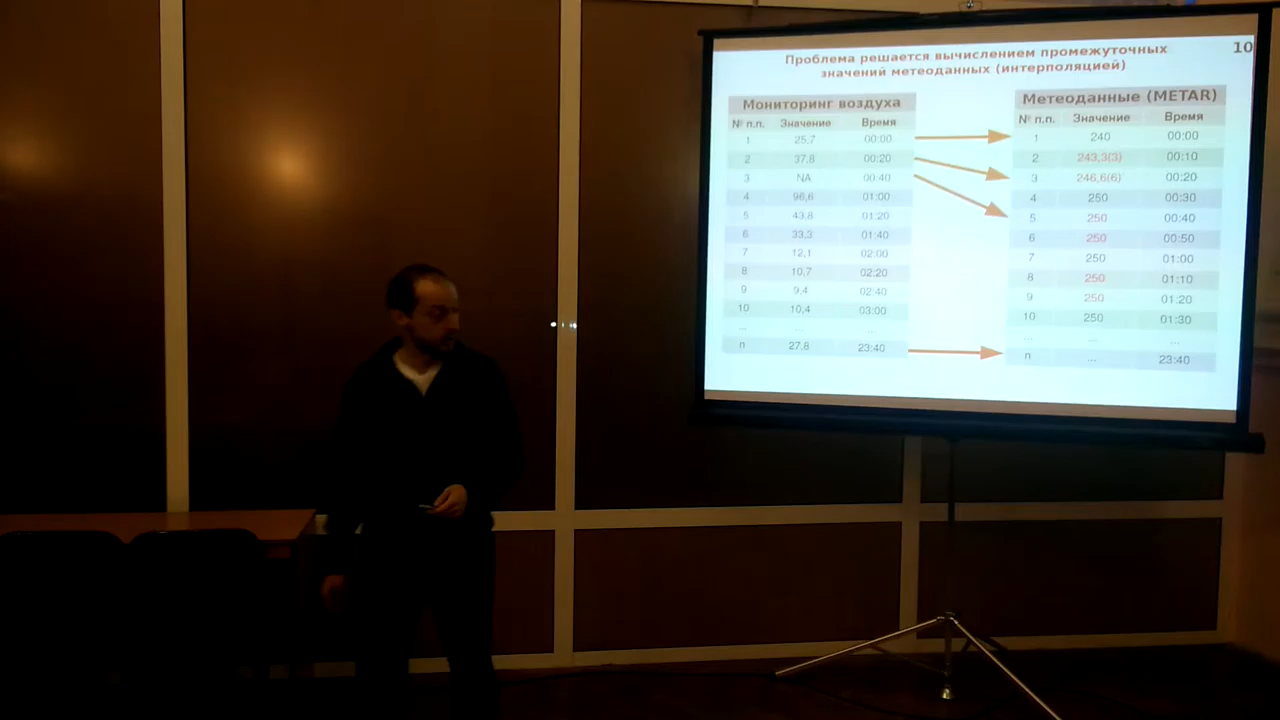 Проблема решается вычислением промежуточных
значений метеоданных (интерполяцией)
10
Мониторинг воздуха
№ п.п. Значение Время
1 25,7 00:00
2 37,8 00:20
3 NA 00:40
4 96,6 01:00
5 43,8 01:20
6 33,3 01:40
7 12,1 02:00
8 10,7 02:20
9 9,4 02:40
10 10,4 03:00
... ... ...
n 27,8 23:40
Метеоданные (METAR)
№ п.п. Значение Время
1 240 00:00
2 243,3(3) 00:10
3 246,6(6) 00:20
4 250 00:30
5 250 00:40
6 250 00:50
7 250 01:00
8 250 01:10
9 250 01:20
10 250 01:30
... ... ...
n ... 23:40